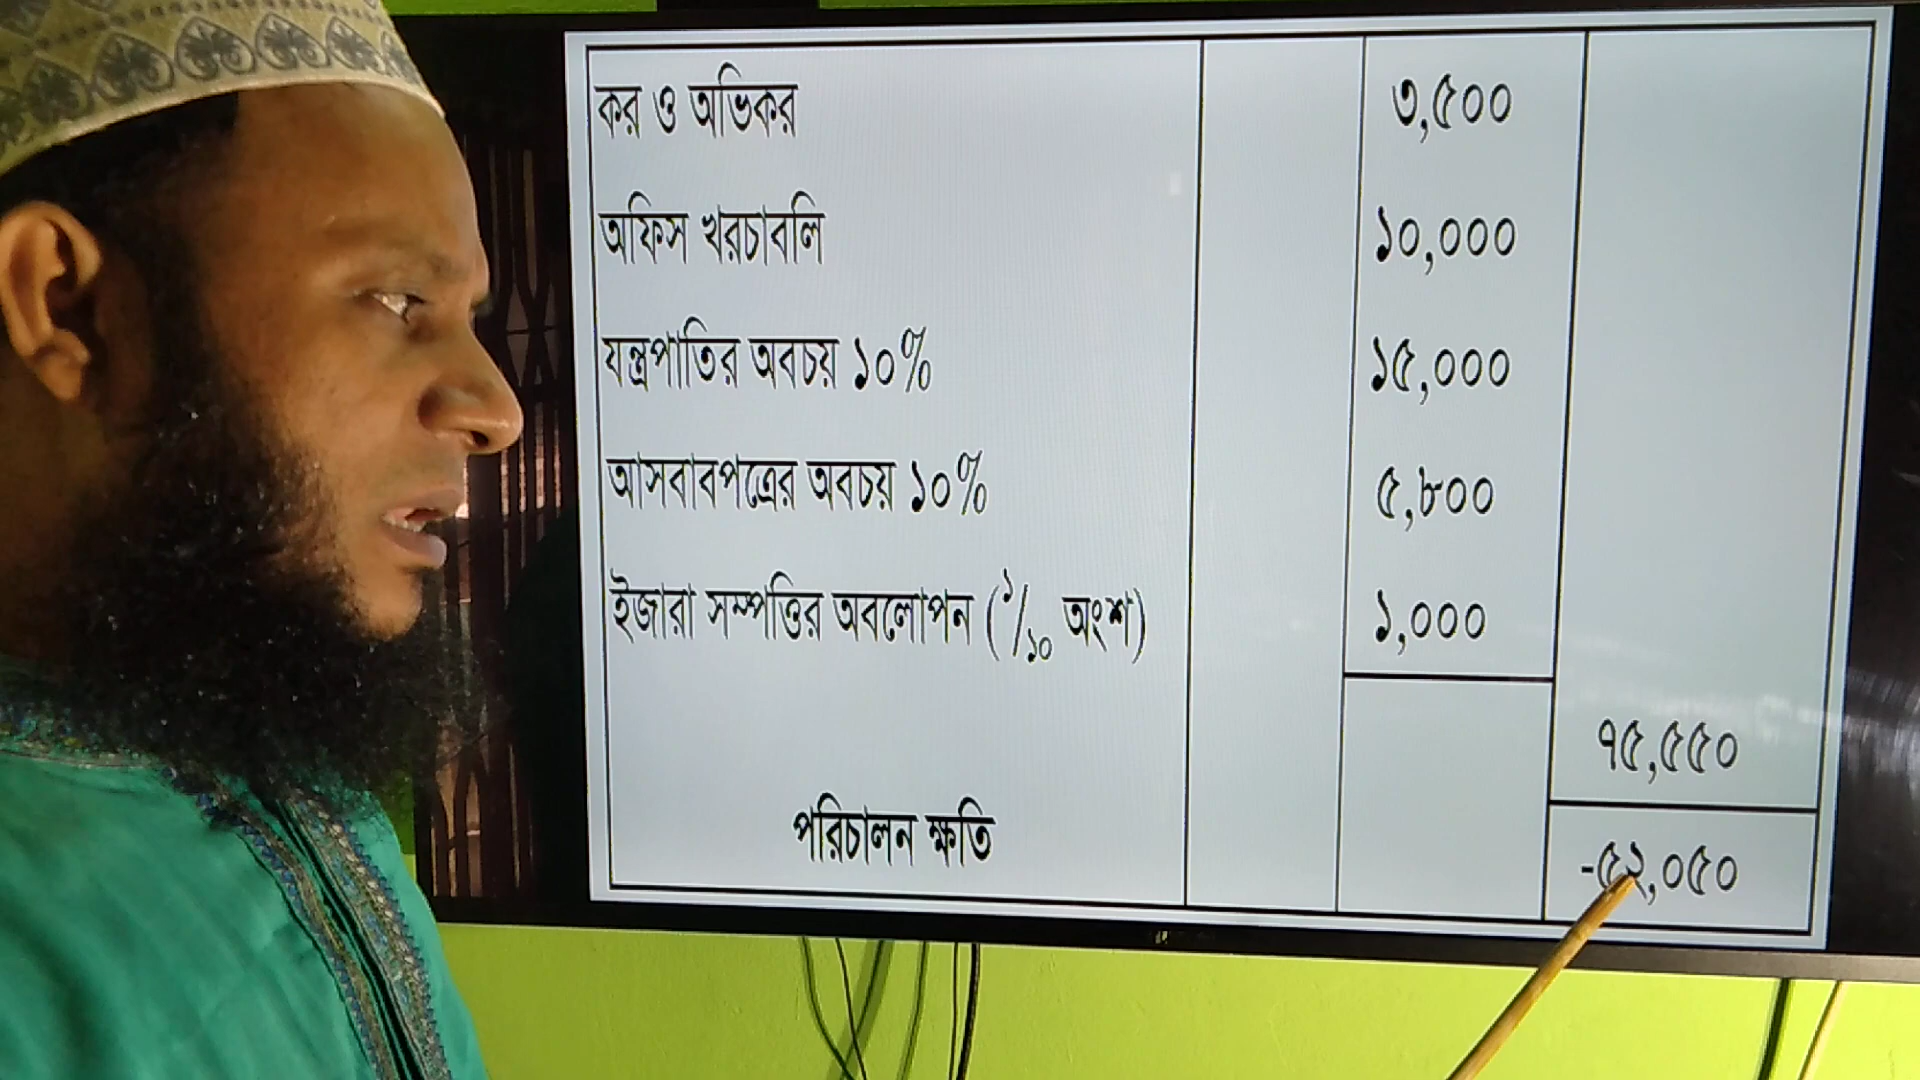 কর ও অভিকর ৩,৫০০
অফিস খরচাবলি ১০,০০০
যন্ত্রপাতির অবচয় ১০% ১৫,০০০
আসবাবপত্রের অবচয় ১০% ৫,৮০০
ইজারা সম্পত্তির অবলোপন (১/১০ অংশ) ১,০০০
৭৫,৫৫০
পরিচালন ক্ষতি -৫২,০৫০